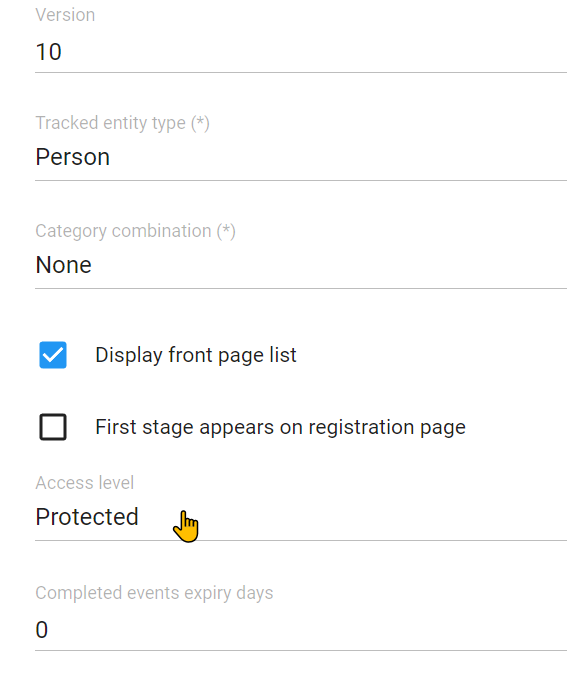 Version
10
Tracked entity type (*)
Person
Category combination (*)
None
Display front page list
First stage appears on registration page
Access level
Protected
Completed events expiry days
0